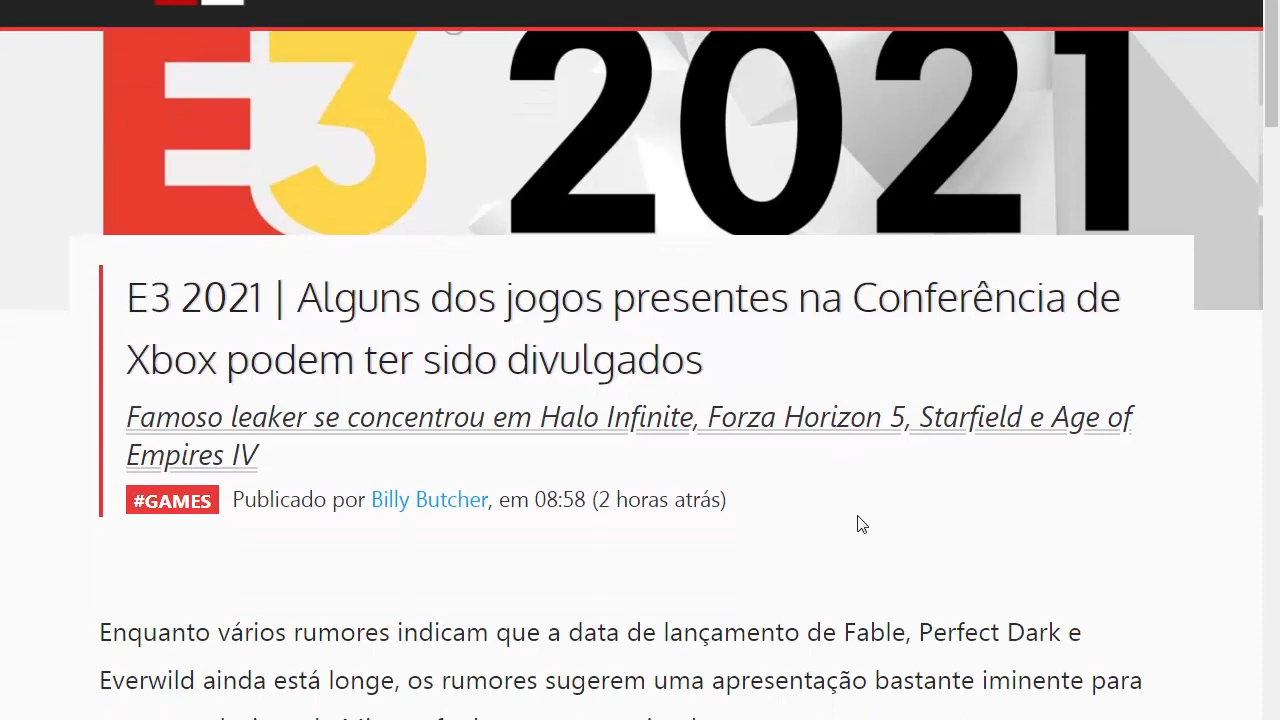 E3 2021
E3 2021 | Alguns dos jogos presentes na Conferência de
Xbox podem ter sido divulgados
Famoso leaker se concentrou em Halo Infinite, Forza Horizon 5, Starfield e Age of
Empires IV
#GAMES Publicado por Billy Butcher, em 08:58 (2 horas atrás)
Enquanto vários rumores indicam que a data de lançamento de Fable, Perfect Dark e
Everwild ainda está longe, os rumores sugerem uma apresentação bastante iminente para